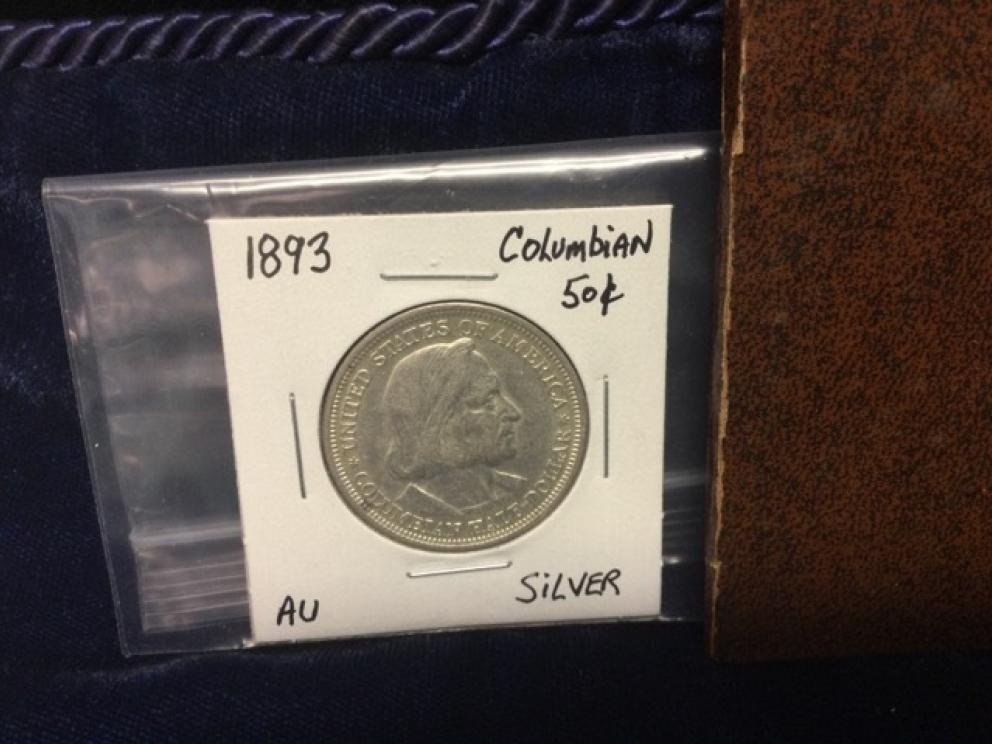 1893
COLUMBIAN
50¢
UNITED STATES OF AMERICA
COLUMBIAN HALF DOLLAR
AU
SILVER